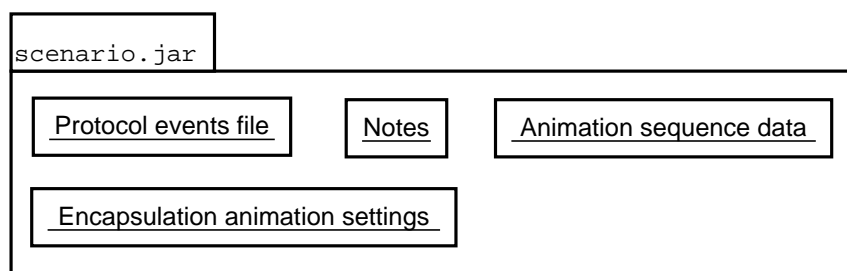 scenario.jar
Protocol events file
Notes
Animation sequence data
Encapsulation animation settings